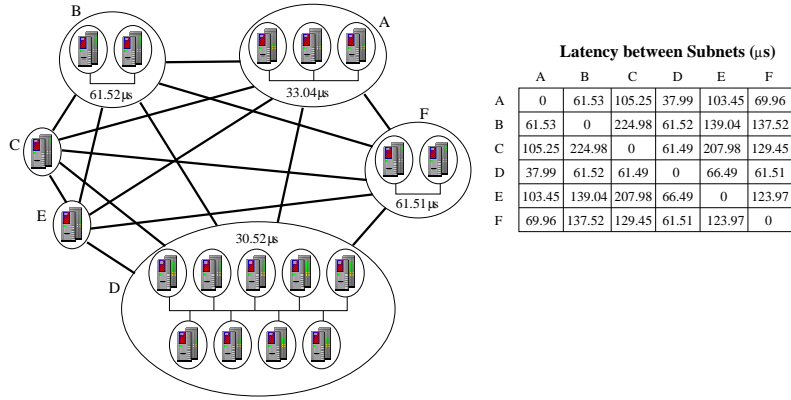 B
A
61.52μs
33.04μs
F
C
61.51μs
E
30.52μs
D
Latency between Subnets (μs)
A B C D E F
A 0 61.53 105.25 37.99 103.45 69.96
B 61.53 0 224.98 61.52 139.04 137.52
C 105.25 224.98 0 61.49 207.98 129.45
D 37.99 61.52 61.49 0 66.49 61.51
E 103.45 139.04 207.98 66.49 0 123.97
F 69.96 137.52 129.45 61.51 123.97 0